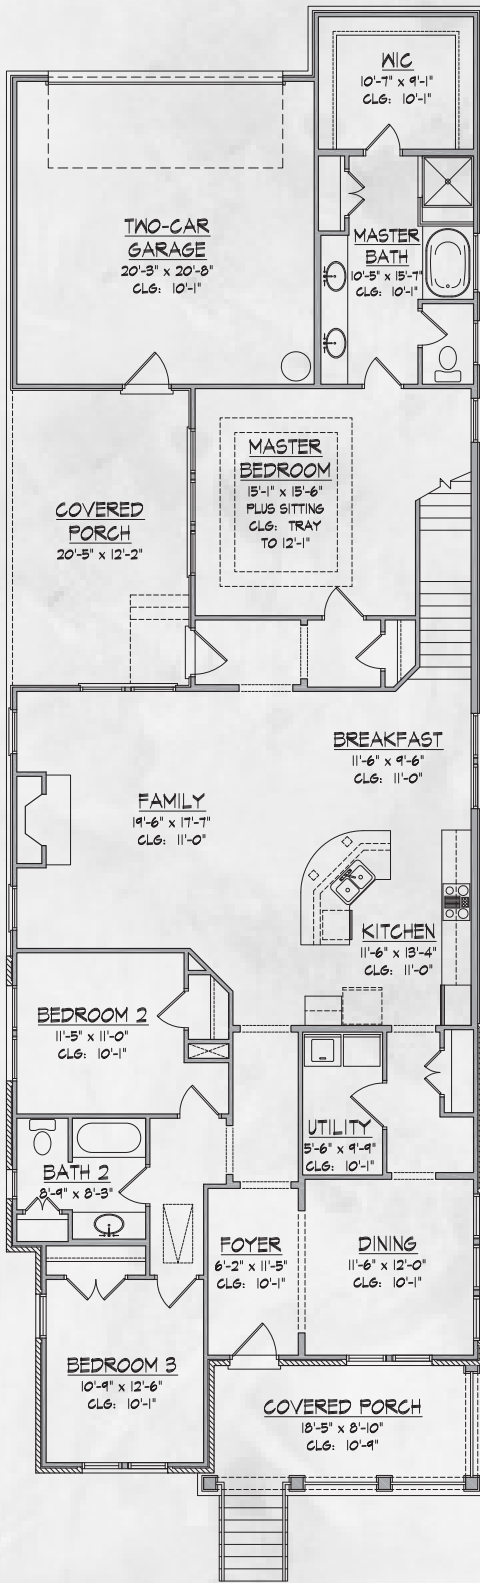 WIC
10'-7" x 9'-1"
CLG: 10'-1"
TWO-CAR
GARAGE
20'-3" x 20'-8"
CLG: 10'-1"
MASTER
BATH
10'-5" x 15'-7"
CLG: 10'-1"
MASTER
BEDROOM
15'-1" x 15'-6"
PLUS SITTING
CLG: TRAY
TO 12'-1"
COVERED
PORCH
20'-5" x 12'-2"
BREAKFAST
11'-6" x 9'-6"
CLG: 11'-0"
FAMILY
19'-6" x 17'-7"
CLG: 11'-0"
KITCHEN
11'-6" x 13'-4"
CLG: 11'-0"
BEDROOM 2
11'-5" x 11'-0"
CLG: 10'-1"
UTILITY
5'-6" x 9'-9"
CLG: 10'-1"
BATH 2
8'-9" x 8'-3"
FOYER
6'-2" x 11'-5"
CLG: 10'-1"
DINING
11'-6" x 12'-0"
CLG: 10'-1"
BEDROOM 3
10'-9" x 12'-6"
CLG: 10'-1"
COVERED PORCH
18'-5" x 8'-10"
CLG: 10'-9"